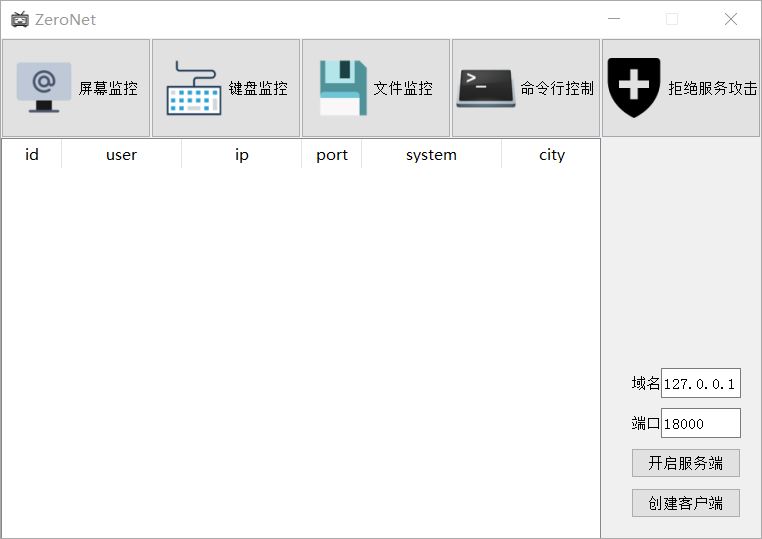 ZeroNet
屏幕监控 键盘监控 文件监控 命令行控制 拒绝服务攻击
id user ip port system city
域名 127.0.0.1
端口 18000
开启服务端
创建客户端